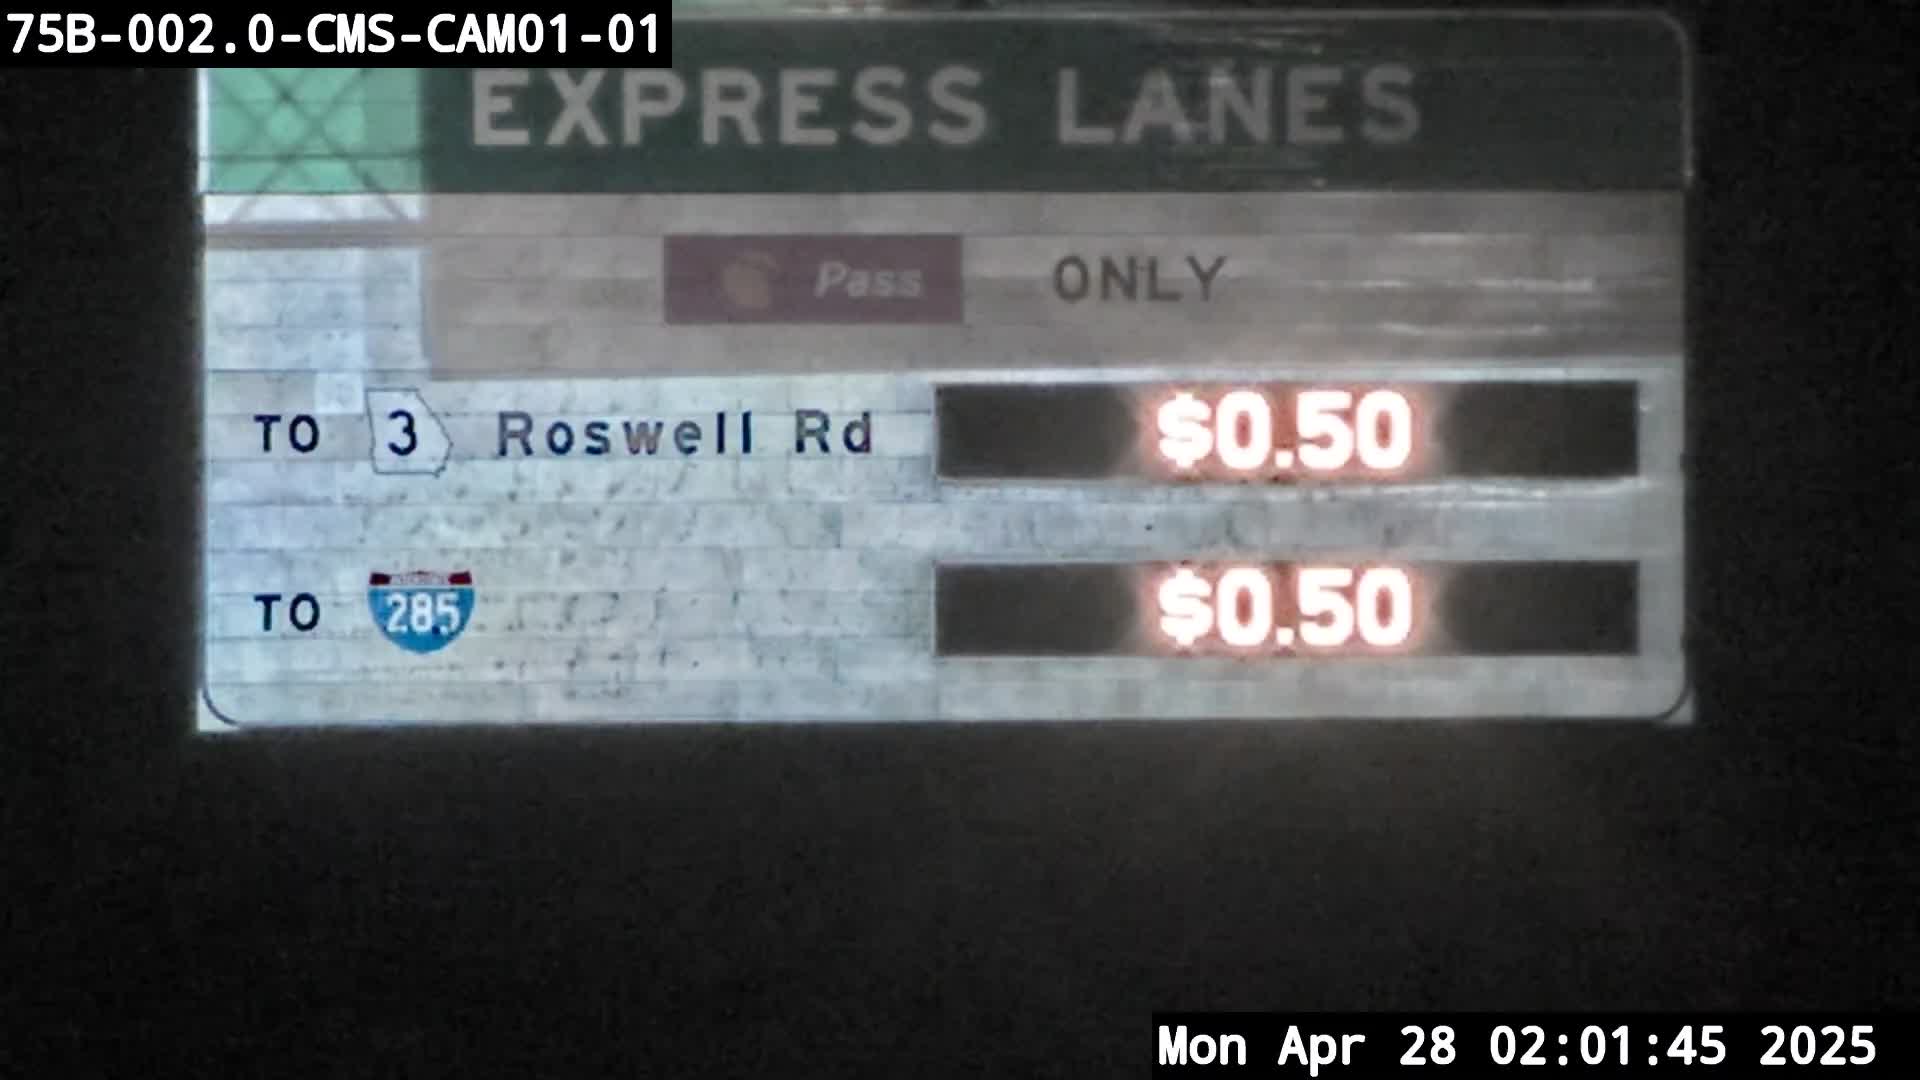 75B-002.0-CMS-CAM01-01
EXPRESS LANES
Pass ONLY
TO 3 Roswell Rd $0.50
TO 285 $0.50
Mon Apr 28 02:01:45 2025